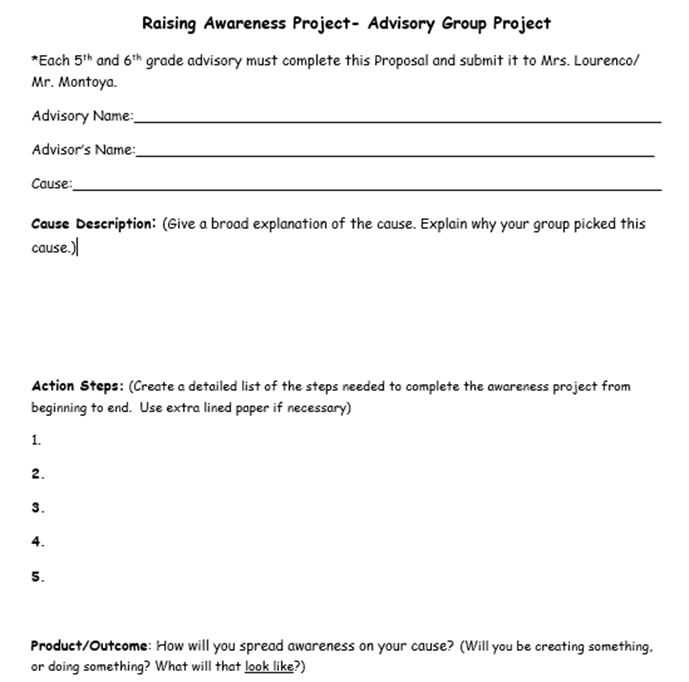 Raising Awareness Project- Advisory Group Project
*Each 5th and 6th grade advisory must complete this Proposal and submit it to Mrs. Lourenco/
Mr. Montoya.
Advisory Name:
Advisor's Name:
Cause:
Cause Description: (Give a broad explanation of the cause. Explain why your group picked this
cause.)
Action Steps: (Create a detailed list of the steps needed to complete the awareness project from
beginning to end. Use extra lined paper if necessary)
1.
2.
3.
4.
5.
Product/Outcome: How will you spread awareness on your cause? (Will you be creating something,
or doing something? What will that look like?)